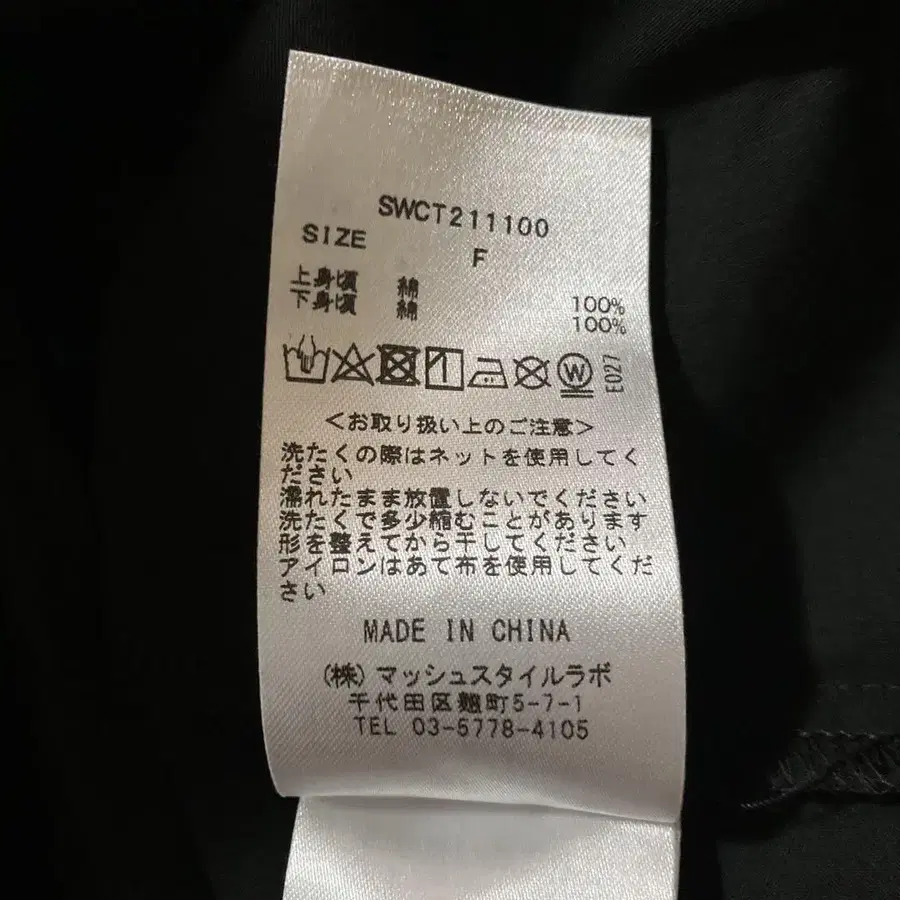 SWCT211100
SIZE F
上身頃 綿 100%
下身頃 綿 100%
W E027
<お取り扱い上のご注意>
洗たくの際はネットを使用してく
ださい
濡れたまま放置しないでください
洗たくで多少縮むことがあります
形を整えてから干してください
アイロンはあて布を使用してくだ
さい
MADE IN CHINA
(株)マッシュスタイルラボ
千代田区麹町5-7-1
TEL 03-5778-4105